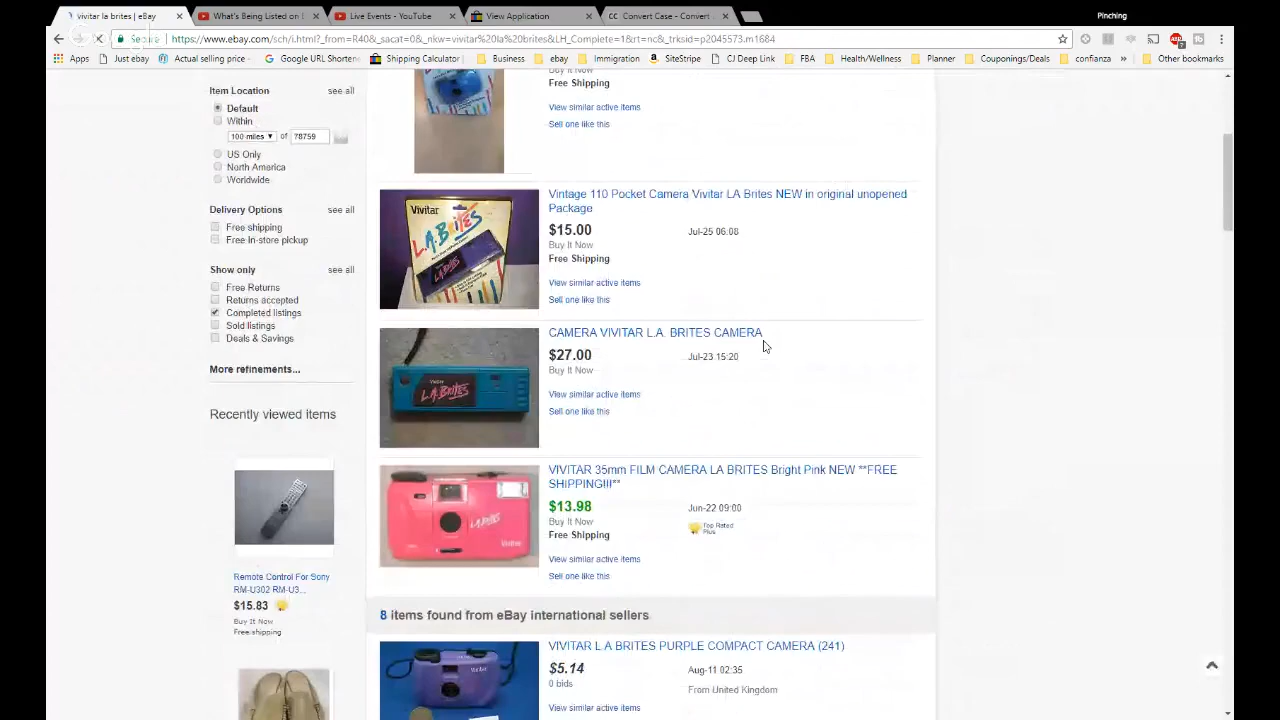 Pinching
vivitar la brites | eBay
What's Being Listed on
Live Events - YouTube
View Application
Convert Case - Convert
Secure
https://www.ebay.com/sch/i.html?_from=R40&_sacat=0&_nkw=vivitar%20la%20brites&LH_Complete=1&rt=nc&_trksid=p2045573.m1684
Apps
Just ebay
Actual selling price -
Google URL Shortene
Shipping Calculator |
Business
ebay
Immigration
SiteStripe
CJ Deep Link
FBA
Health/Wellness
Planner
Couponing/Deals
confianza
»
Other bookmarks
Item Location
see all
Default
Within
100 miles
of
78759
US Only
North America
Worldwide
Delivery Options
see all
Free shipping
Free in-store pickup
Show only
see all
Free Returns
Returns accepted
Completed listings
Sold listings
Deals & Savings
More refinements...
Recently viewed items
Remote Control For Sony
RM-U302 RM-U3...
$15.83
Buy It Now
Free shipping
Buy It Now
Free Shipping
View similar active items
Sell one like this
Vivitar
L.A. BRITES
Vintage 110 Pocket Camera Vivitar LA Brites NEW in original unopened
Package
$15.00
Jul-25 06:08
Buy It Now
Free Shipping
View similar active items
Sell one like this
L.A. BRITES
CAMERA VIVITAR L.A. BRITES CAMERA
$27.00
Jul-23 15:20
Buy It Now
View similar active items
Sell one like this
L.A. BRITES
Vivitar
VIVITAR 35mm FILM CAMERA LA BRITES Bright Pink NEW **FREE
SHIPPING!!!**
$13.98
Jun-22 09:00
Buy It Now
Top Rated
Plus
Free Shipping
View similar active items
Sell one like this
8 items found from eBay international sellers
Vivitar
VIVITAR L.A BRITES PURPLE COMPACT CAMERA (241)
$5.14
Aug-11 02:35
0 bids
From United Kingdom
View similar active items